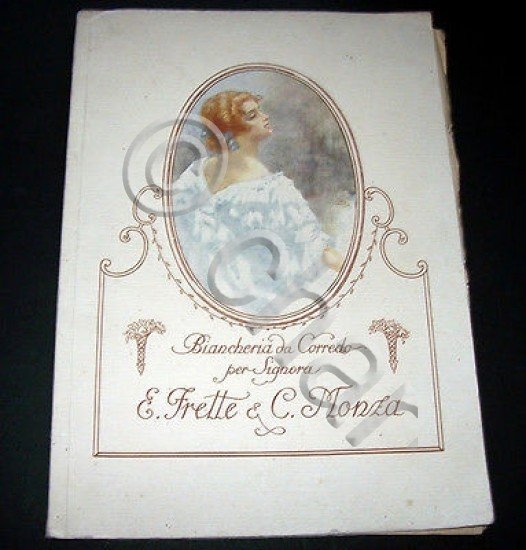 Biancheria da Corredo
per Signora
E. Frette & C. Monza